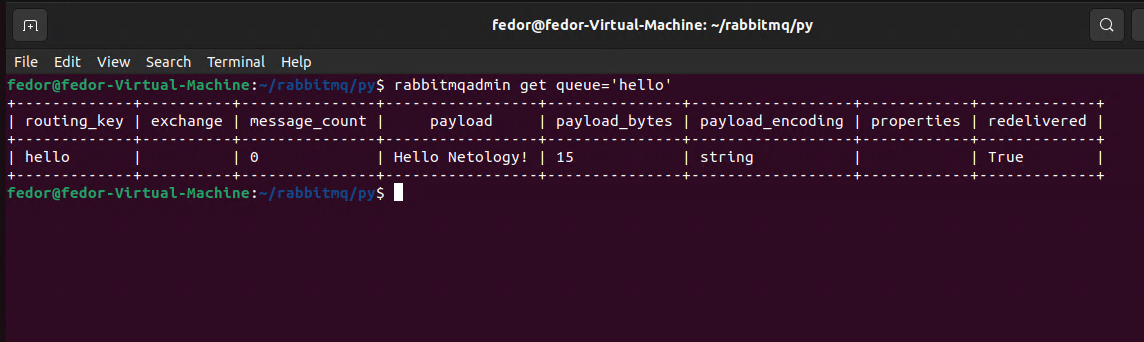 fedor@fedor-Virtual-Machine: ~/rabbitmq/py
File Edit View Search Terminal Help
fedor@fedor-Virtual-Machine:~/rabbitmq/py$ rabbitmqadmin get queue='hello'
+-------------+----------+---------------+----------------+---------------+------------------+------------+-------------+
| routing_key | exchange | message_count |    payload     | payload_bytes | payload_encoding | properties | redelivered |
+-------------+----------+---------------+----------------+---------------+------------------+------------+-------------+
| hello       |          | 0             | Hello Netology! | 15            | string           |            | True        |
+-------------+----------+---------------+----------------+---------------+------------------+------------+-------------+
fedor@fedor-Virtual-Machine:~/rabbitmq/py$